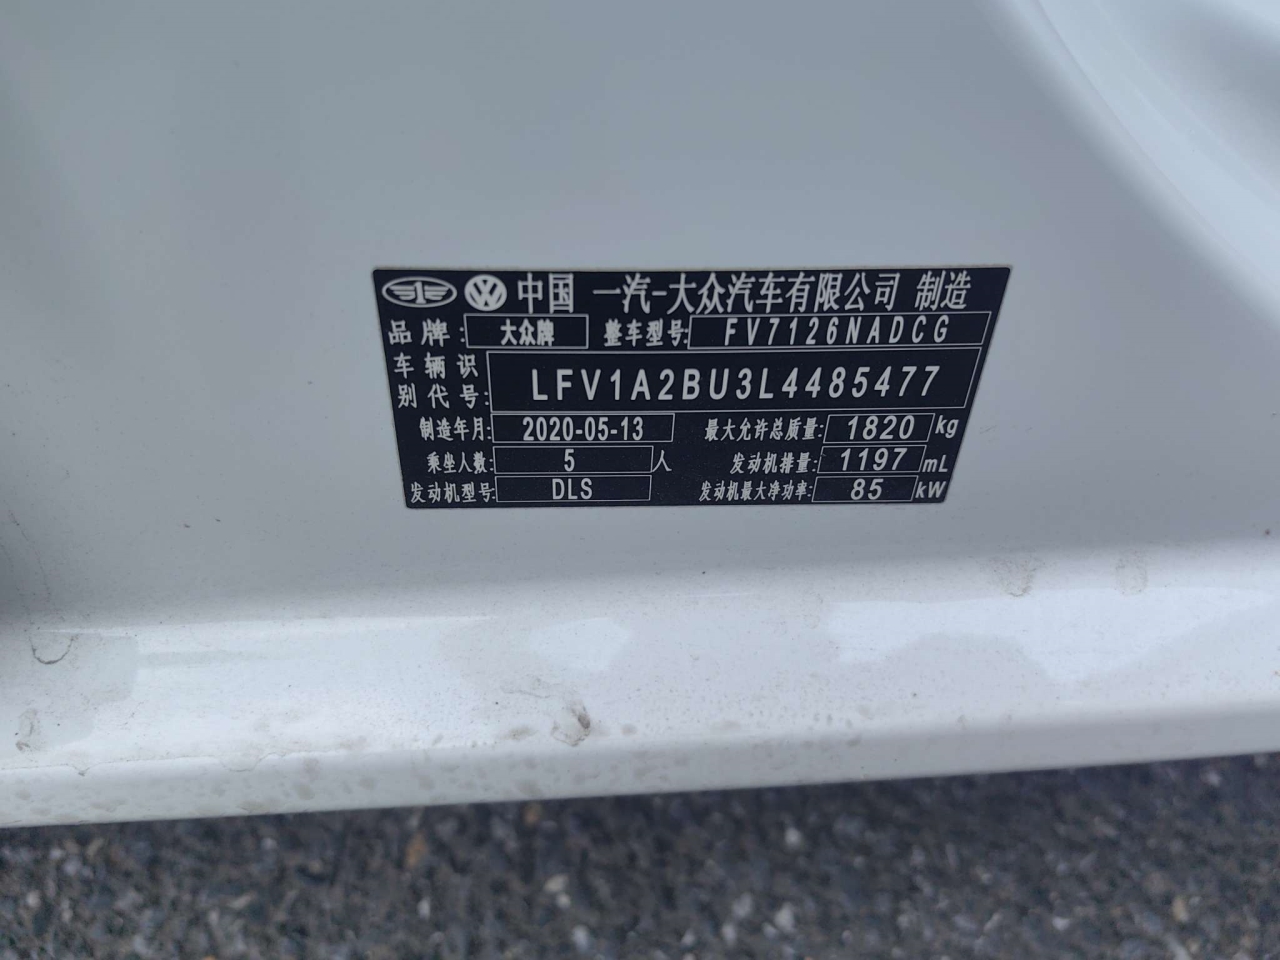 中国 一汽-大众汽车有限公司 制造
品牌: 大众牌 整车型号: FV7126NADCG
车辆识别代号: LFV1A2BU3L4485477
制造年月: 2020-05-13 最大允许总质量: 1820 kg
乘坐人数: 5 人 发动机排量: 1197 mL
发动机型号: DLS 发动机最大净功率: 85 kW